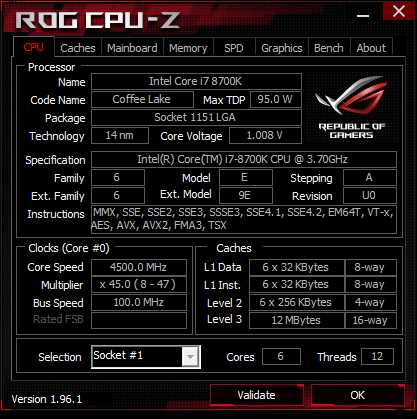 ROG CPU-Z
CPU Caches Mainboard Memory SPD Graphics Bench About
Processor
Name Intel Core i7 8700K
Code Name Coffee Lake Max TDP 95.0 W
Package Socket 1151 LGA
Technology 14 nm Core Voltage 1.008 V
REPUBLIC OF
GAMERS
Specification Intel(R) Core(TM) i7-8700K CPU @ 3.70GHz
Family 6 Model E Stepping A
Ext. Family 6 Ext. Model 9E Revision U0
Instructions MMX, SSE, SSE2, SSE3, SSSE3, SSE4.1, SSE4.2, EM64T, VT-x,
AES, AVX, AVX2, FMA3, TSX
Clocks (Core #0)
Core Speed 4500.0 MHz
Multiplier x 45.0 ( 8 - 47 )
Bus Speed 100.0 MHz
Rated FSB
Caches
L1 Data 6 x 32 KBytes 8-way
L1 Inst. 6 x 32 KBytes 8-way
Level 2 6 x 256 KBytes 4-way
Level 3 12 MBytes 16-way
Selection Socket #1 Cores 6 Threads 12
Version 1.96.1 Validate OK